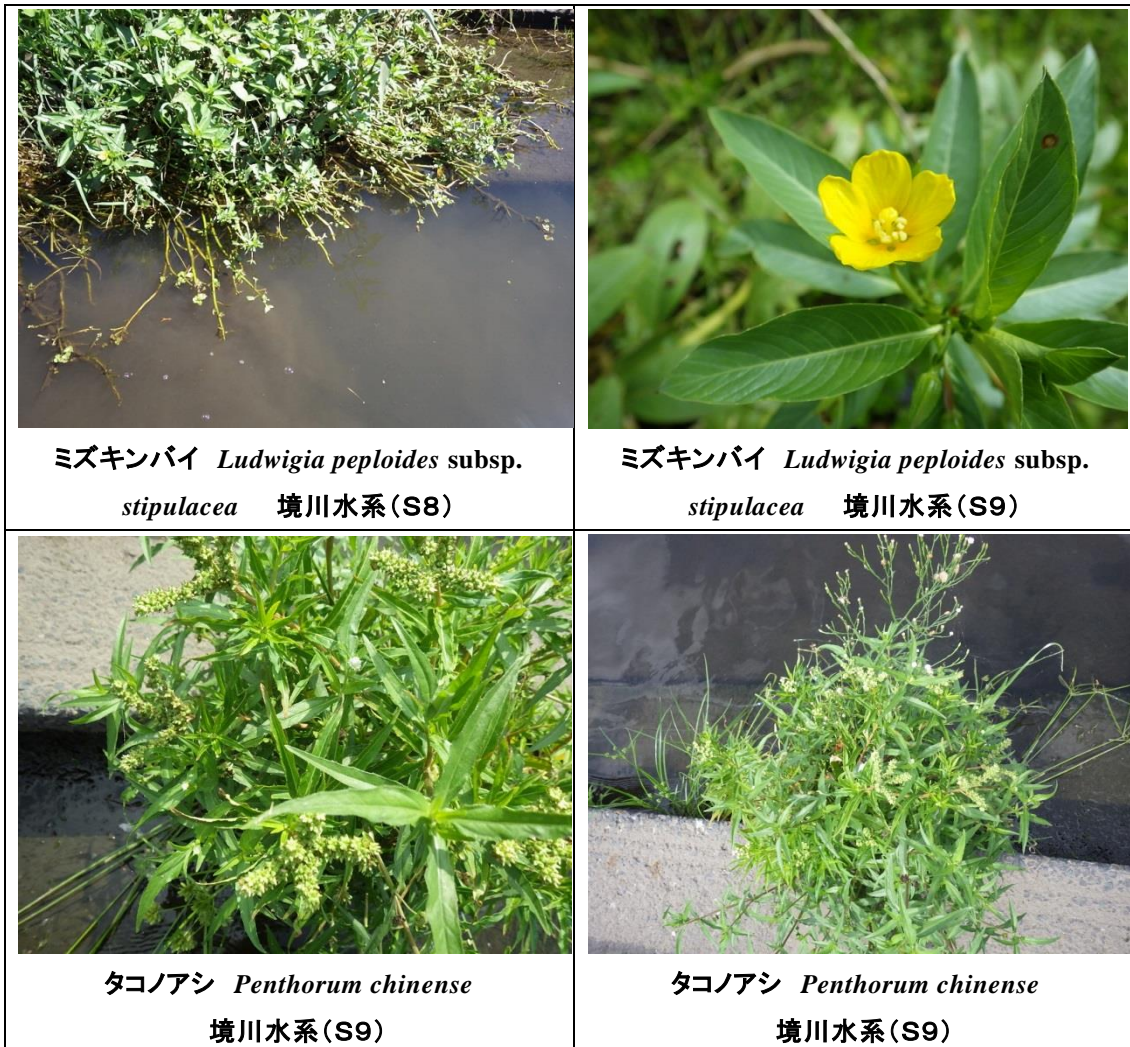 ミズキンバイ Ludwigia peploides subsp.
stipulacea 境川水系(S8)
ミズキンバイ Ludwigia peploides subsp.
stipulacea 境川水系(S9)
タコノアシ Penthorum chinense
境川水系(S9)
タコノアシ Penthorum chinense
境川水系(S9)